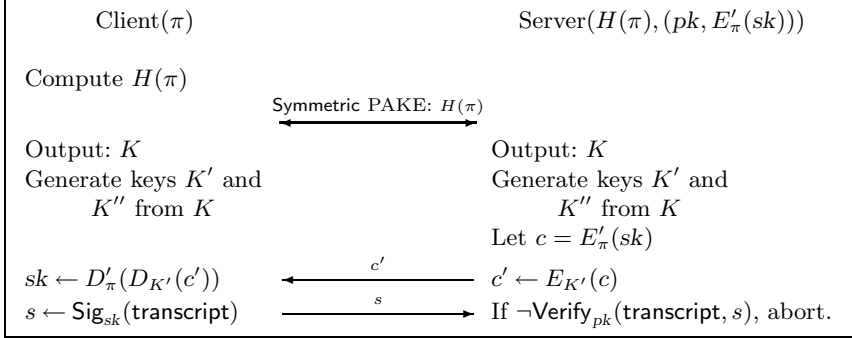 Client(π) Server(H(π), (pk, E′π(sk)))
Compute H(π)
Symmetric PAKE: H(π)
Output: K Output: K
Generate keys K′ and Generate keys K′ and
K′′ from K K′′ from K
Let c = E′π(sk)
sk ← D′π(DK′(c′)) c′ c′ ← EK′(c)
s ← Sigsk(transcript) s If ¬Verifypk(transcript, s), abort.